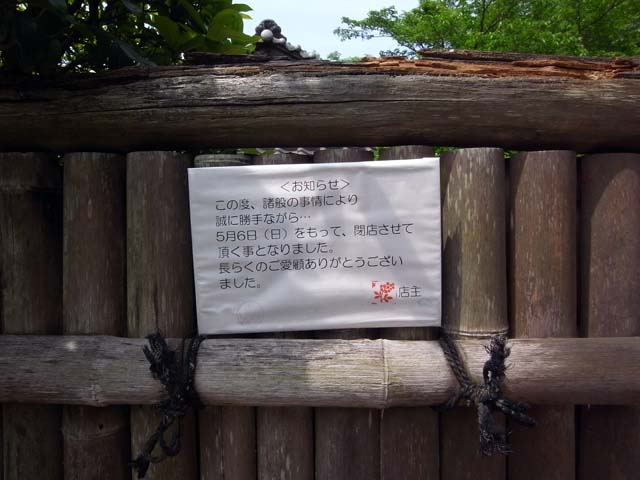 ＜お知らせ＞
この度、諸般の事情により
誠に勝手ながら…
5月6日（日）をもって、閉店させて
頂く事となりました。
長らくのご愛顧ありがとうござい
ました。
店主